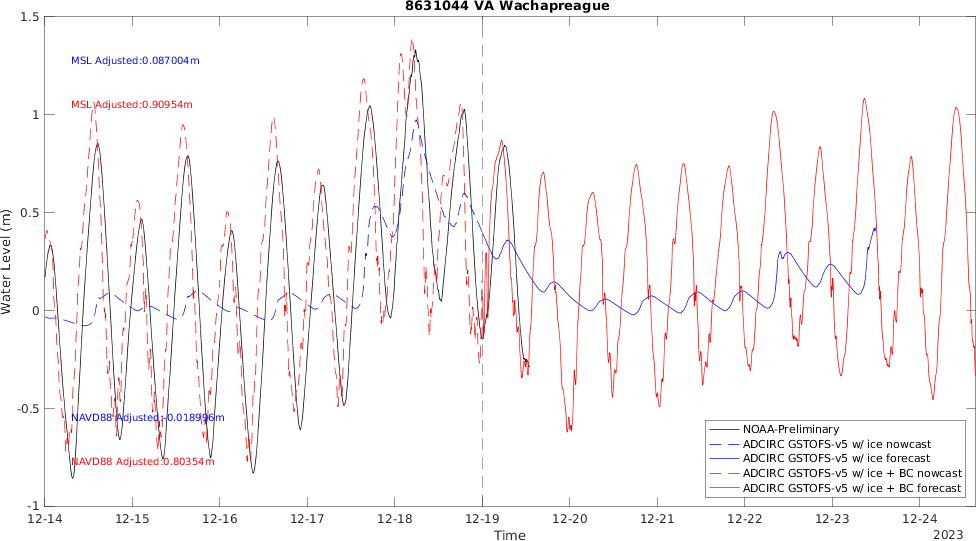 8631044 VA Wachapreague
1.5
1
0.5
0
-0.5
-1
Water Level (m)
MSL Adjusted:0.087004m
MSL Adjusted:0.90954m
NAVD88 Adjusted:-0.018996m
NAVD88 Adjusted:0.80354m
NOAA-Preliminary
ADCIRC GSTOFS-v5 w/ ice nowcast
ADCIRC GSTOFS-v5 w/ ice forecast
ADCIRC GSTOFS-v5 w/ ice + BC nowcast
ADCIRC GSTOFS-v5 w/ ice + BC forecast
12-14 12-15 12-16 12-17 12-18 12-19 12-20 12-21 12-22 12-23 12-24
Time
2023